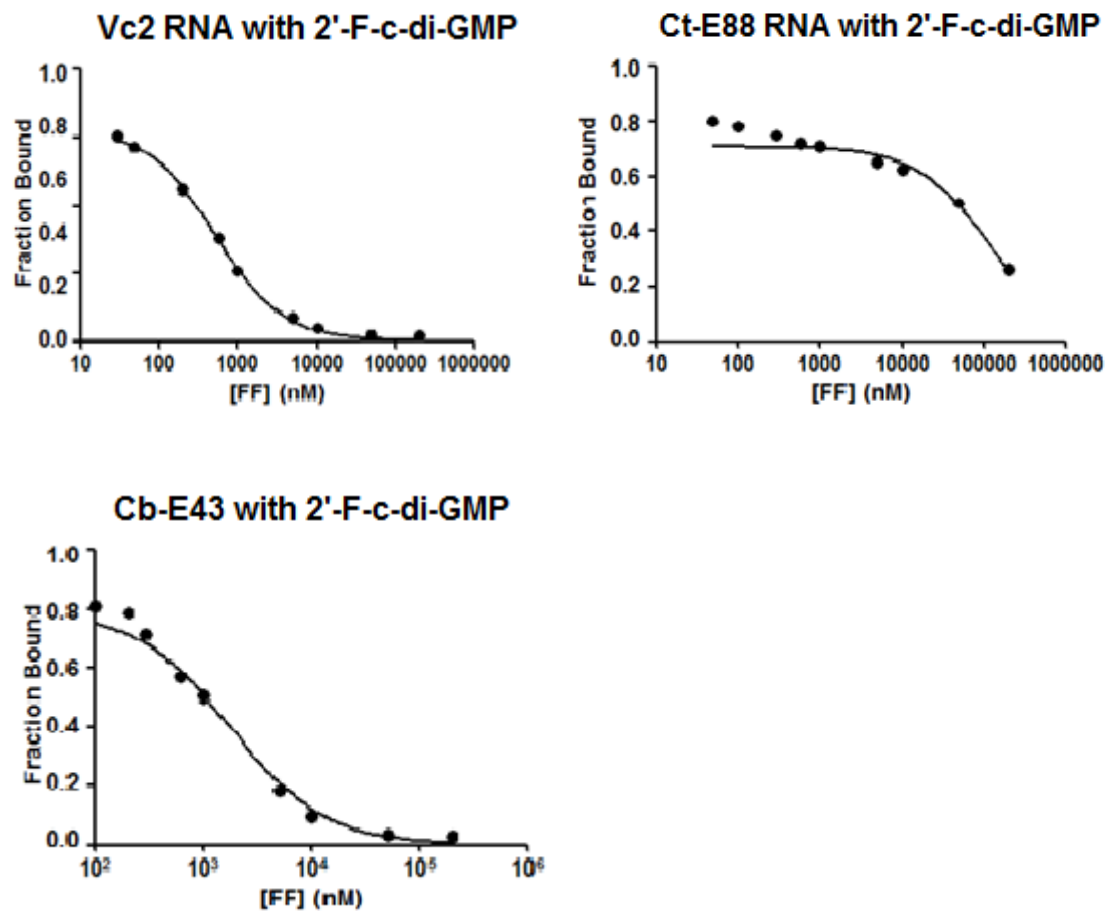 Vc2 RNA with 2'-F-c-di-GMP
1.0
0.8
0.6
0.4
0.2
0.0
Fraction Bound
10 100 1000 10000 100000 1000000
[FF] (nM)
Ct-E88 RNA with 2'-F-c-di-GMP
1.0
0.8
0.6
0.4
0.2
0.0
Fraction Bound
10 100 1000 10000 100000 1000000
[FF] (nM)
Cb-E43 with 2'-F-c-di-GMP
1.0
0.8
0.6
0.4
0.2
0.0
Fraction Bound
10² 10³ 10⁴ 10⁵ 10⁶
[FF] (nM)